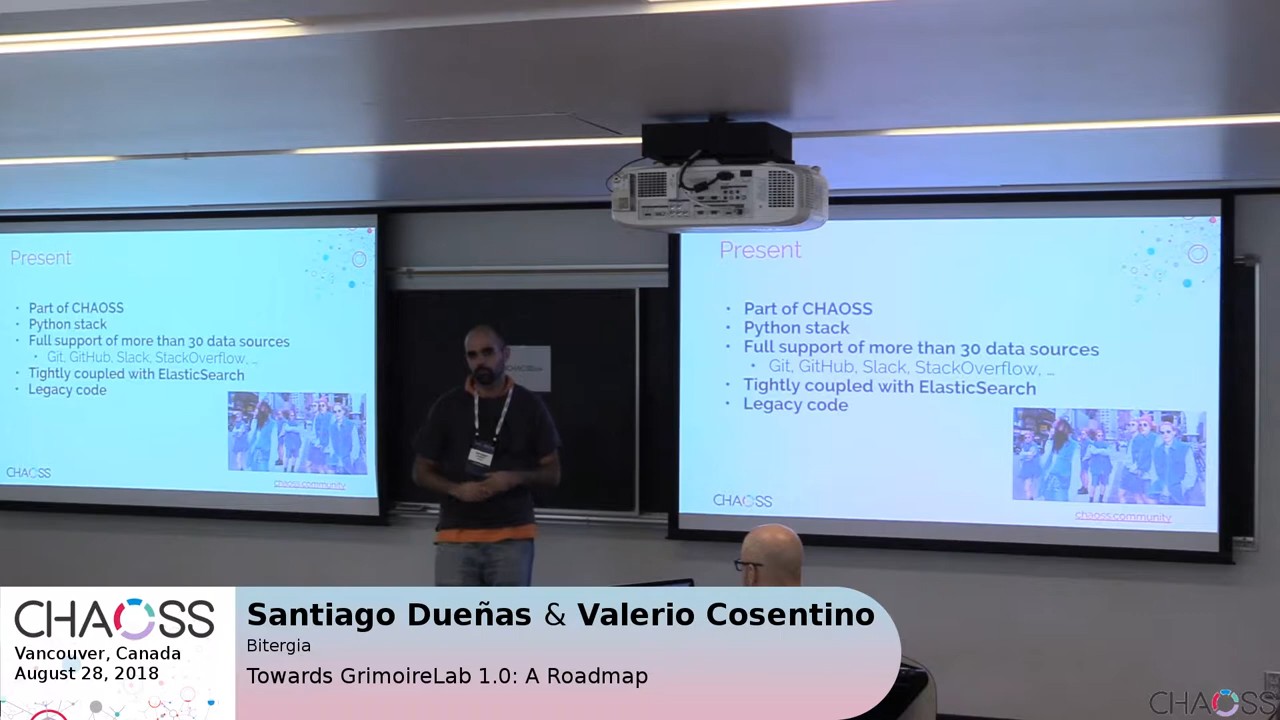 Present
• Part of CHAOSS
• Python stack
• Full support of more than 30 data sources
• Git, GitHub, Slack, StackOverflow, ...
• Tightly coupled with ElasticSearch
• Legacy code
CHAOSS
chaoss.community
Present
• Part of CHAOSS
• Python stack
• Full support of more than 30 data sources
• Git, GitHub, Slack, StackOverflow, ...
• Tightly coupled with ElasticSearch
• Legacy code
CHAOSS
chaoss.community
CHAOSS
Vancouver, Canada
August 28, 2018
Santiago Dueñas & Valerio Cosentino
Bitergia
Towards GrimoireLab 1.0: A Roadmap
CHAOSS